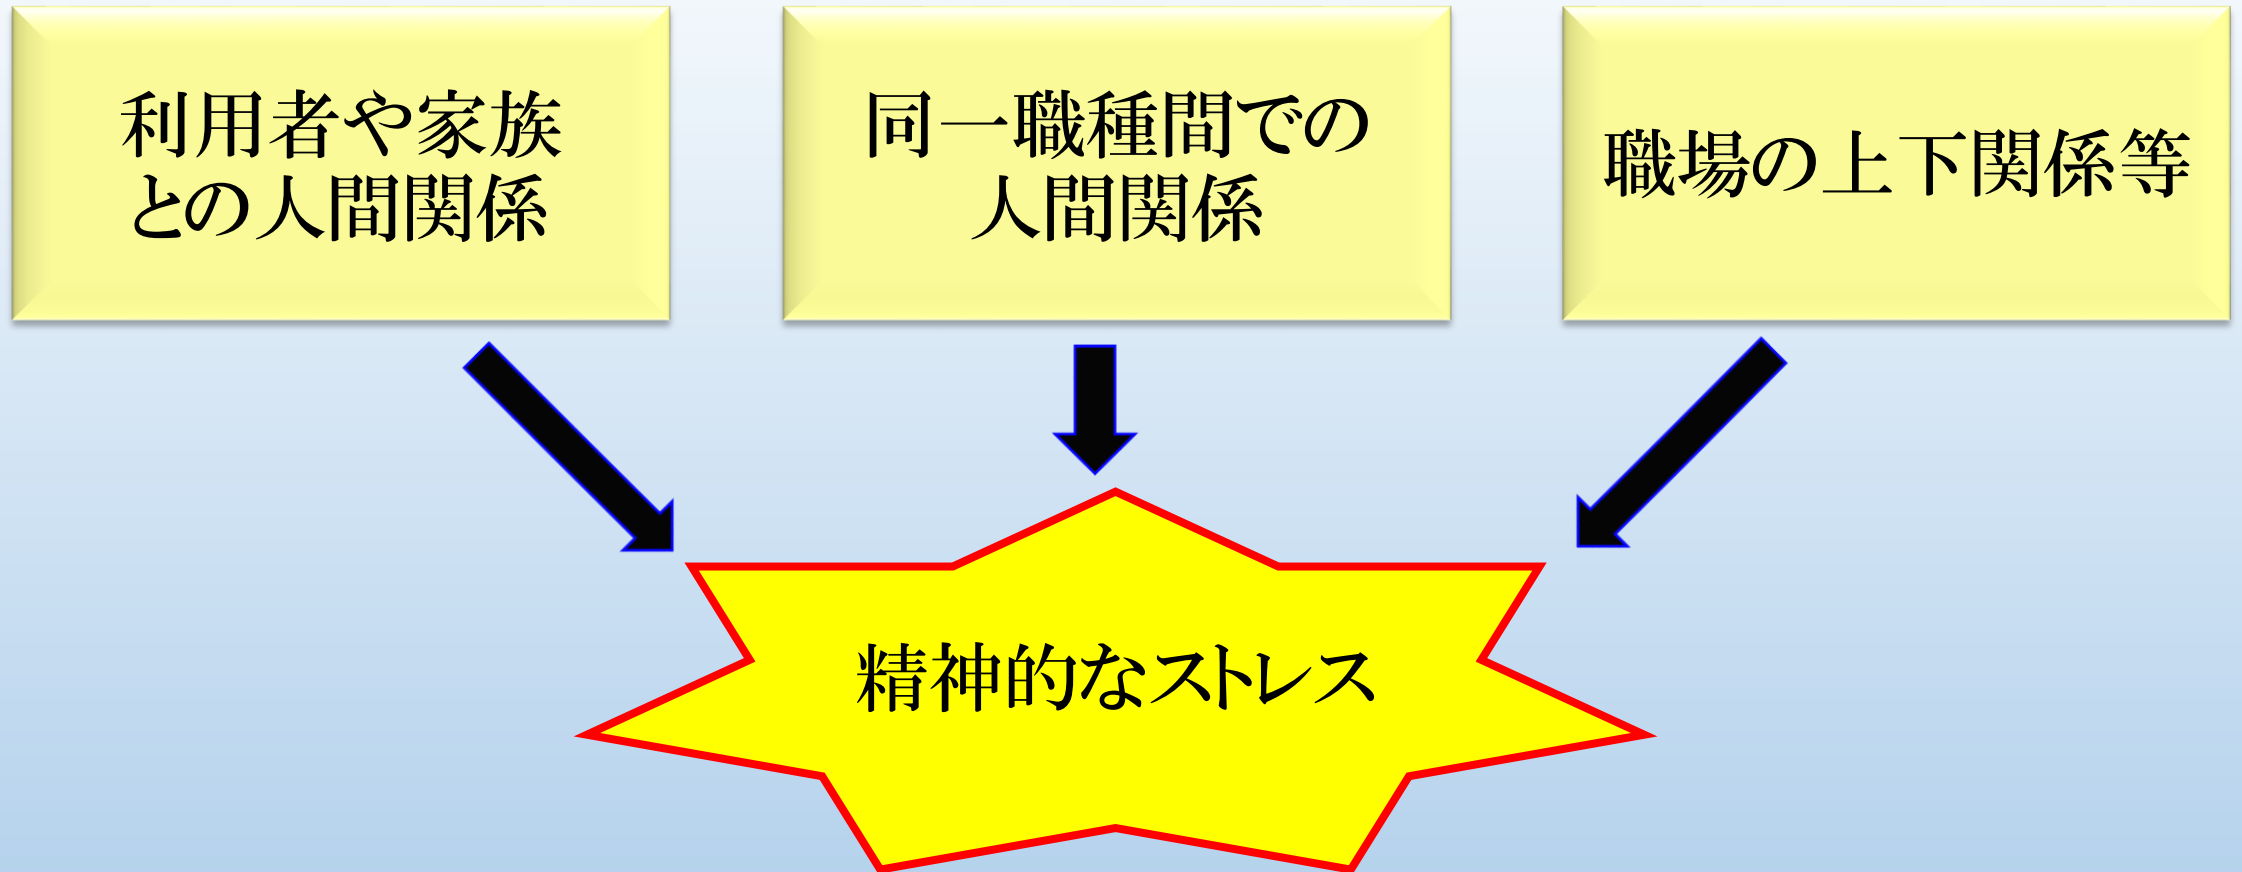 利用者や家族
との人間関係
同一職種間での
人間関係
職場の上下関係等
精神的なストレス